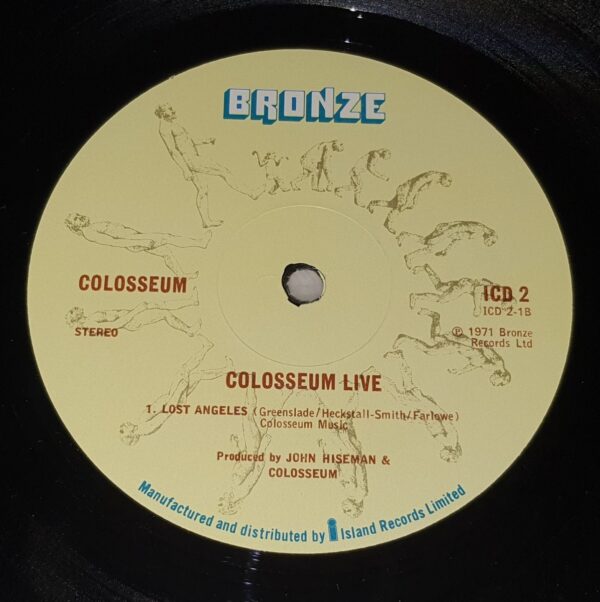 BRONZE
COLOSSEUM
STEREO
ICD 2
ICD 2-1B
Ⓟ 1971 Bronze
Records Ltd
COLOSSEUM LIVE
1. LOST ANGELES (Greenslade/Heckstall-Smith/Farlowe)
Colosseum Music
Produced by JOHN HISEMAN &
COLOSSEUM
Manufactured and distributed by i Island Records Limited